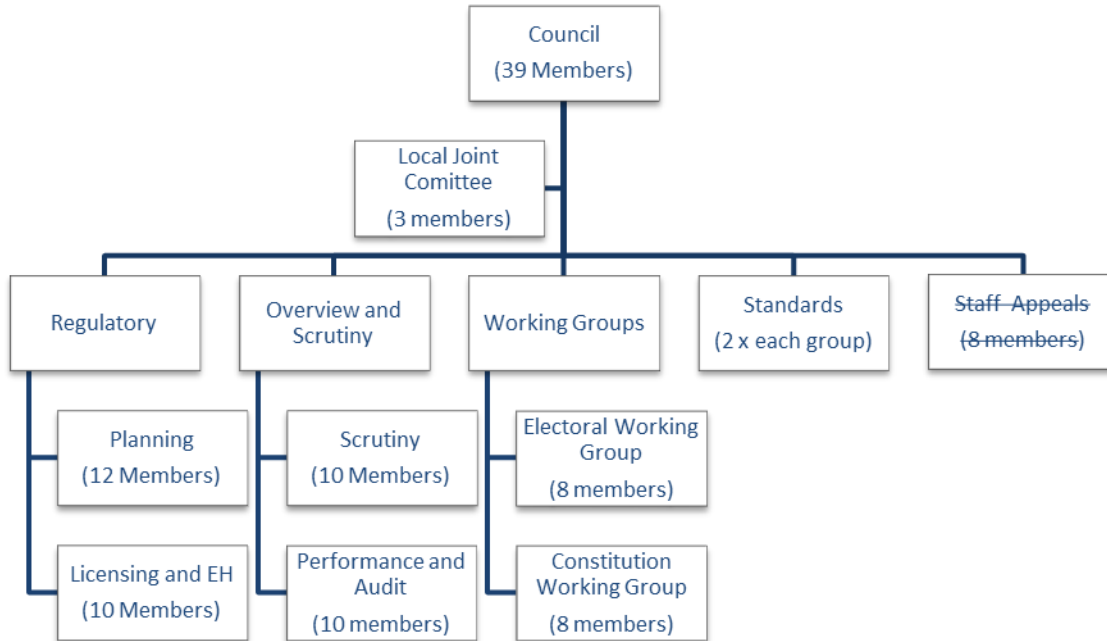 Council
(39 Members)
Local Joint
Comittee
(3 members)
Regulatory
Overview and
Scrutiny
Working Groups
Standards
(2 x each group)
Staff Appeals
(8 members)
Planning
(12 Members)
Scrutiny
(10 Members)
Electoral Working
Group
(8 members)
Licensing and EH
(10 Members)
Performance and
Audit
(10 members)
Constitution
Working Group
(8 members)